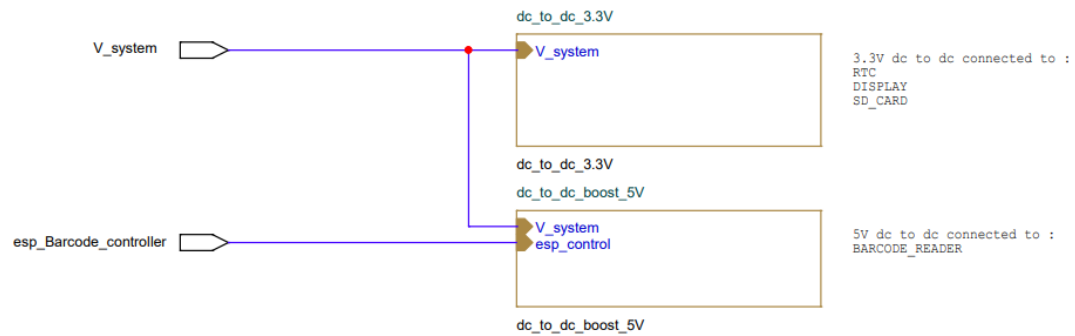 dc_to_dc_3.3V
V_system
V_system
3.3V dc to dc connected to :
RTC
DISPLAY
SD_CARD
dc_to_dc_3.3V
dc_to_dc_boost_5V
V_system
esp_Barcode_controller
esp_control
5V dc to dc connected to :
BARCODE_READER
dc_to_dc_boost_5V